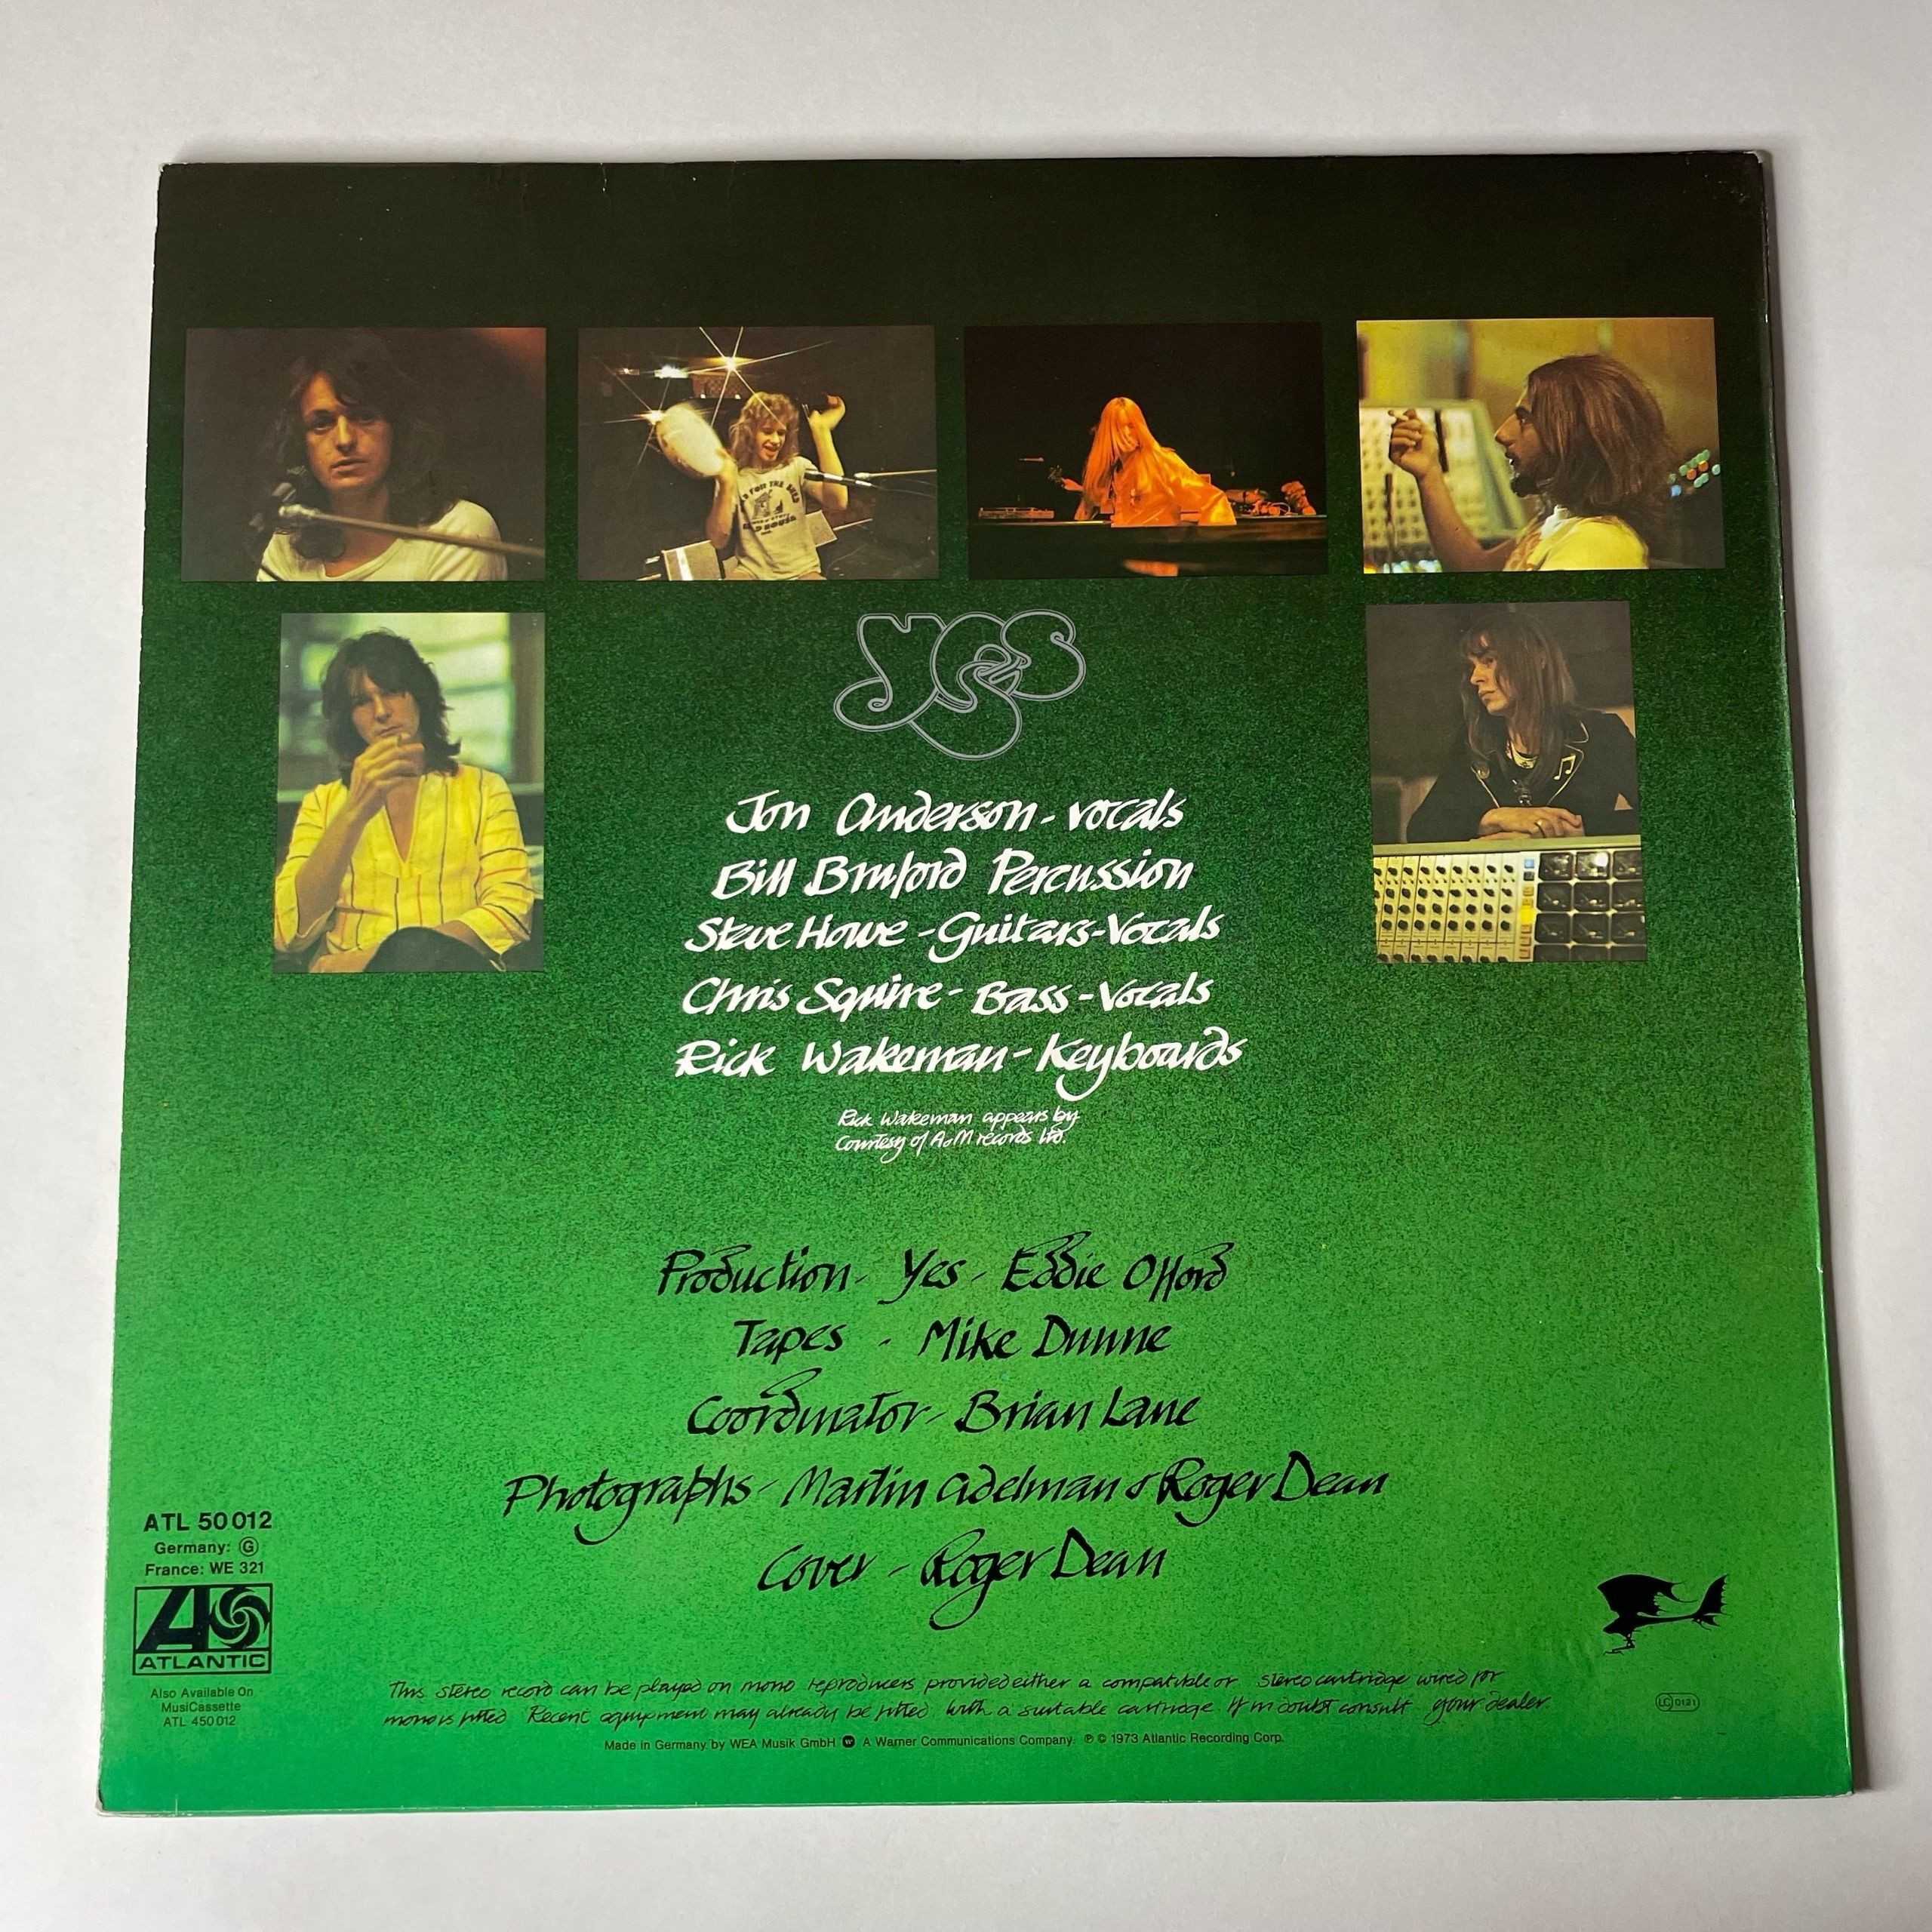 yes
Jon Anderson - vocals
Bill Bruford Percussion
Steve Howe - Guitars - Vocals
Chris Squire - Bass - Vocals
Rick Wakeman - Keyboards
Rick Wakeman appears by
Courtesy of A&M records Ltd.
Production - Yes - Eddie Offord
Tapes - Mike Dunne
Coordinator - Brian Lane
Photographs - Martin Adelman & Roger Dean
Cover - Roger Dean
ATL 50 012
Germany: G
France: WE 321
ATLANTIC
Also Available On
MusiCassette
ATL 450 012
This stereo record can be played on mono reproducers provided either a compatible or stereo cartridge wired for
mono is fitted Recent equipment may already be fitted with a suitable cartridge. If in doubt consult your dealer.
LC 0121
Made in Germany by WEA Musik GmbH W A Warner Communications Company. ℗ © 1973 Atlantic Recording Corp.